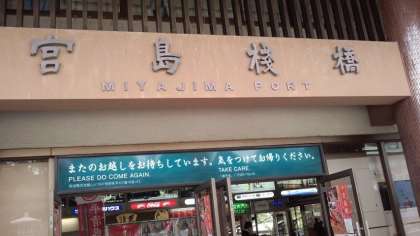 宮島棧橋
MIYAJIMA PORT
またのお越しをお待ちしています。気をつけてお帰りください。
PLEASE DO COME AGAIN. TAKE CARE.